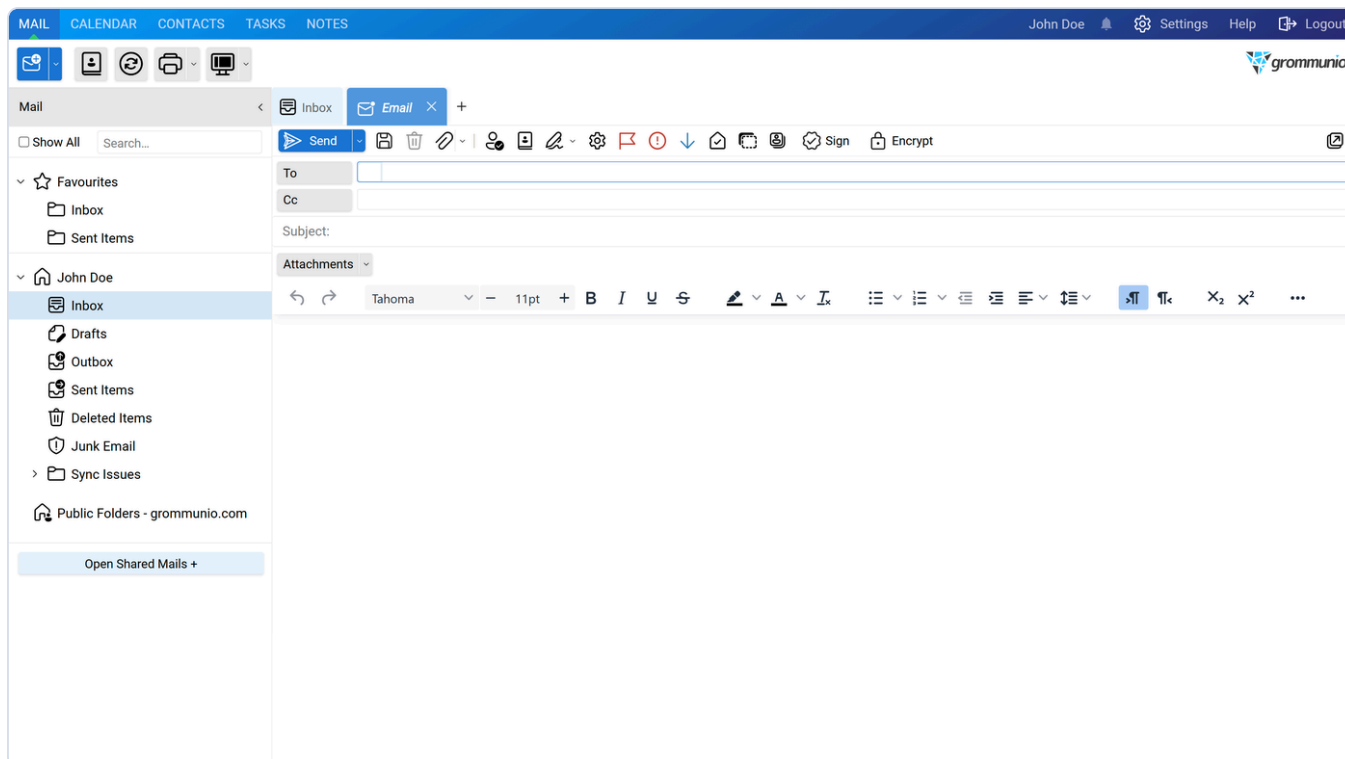 MAIL CALENDAR CONTACTS TASKS NOTES John Doe Settings Help Logout
grommunio
Mail
Inbox Email
Show All Search...
Send Sign Encrypt
To
Cc
Subject:
Attachments
Tahoma 11pt B I U S A
Favourites
Inbox
Sent Items
John Doe
Inbox
Drafts
Outbox
Sent Items
Deleted Items
Junk Email
Sync Issues
Public Folders - grommunio.com
Open Shared Mails +